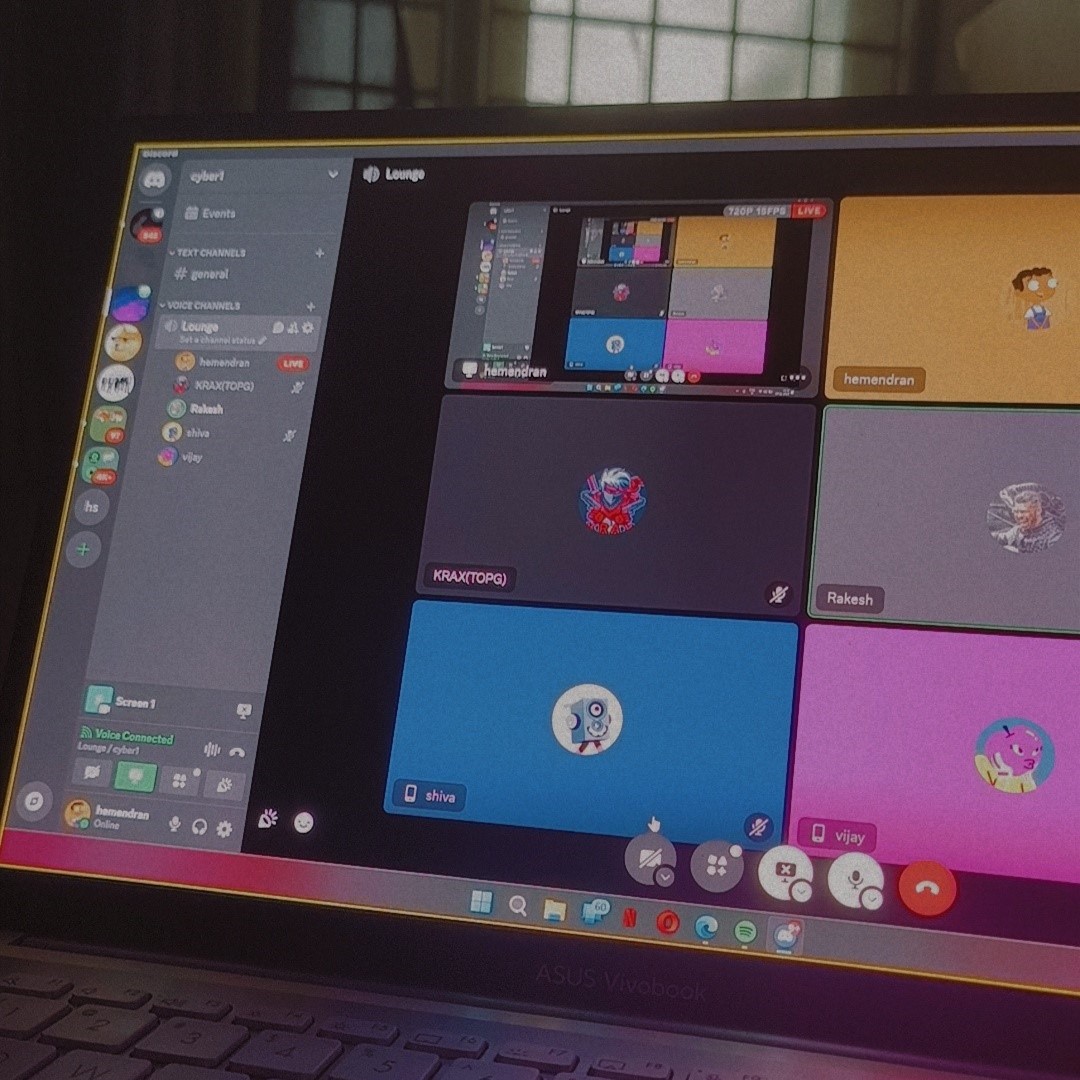 Discord
cyber1
Events
TEXT CHANNELS
# general
VOICE CHANNELS
Lounge
Set a channel status
hemendran LIVE
KRAX(TOPG)
Rakesh
shiva
vijay
hs
Screen 1
Voice Connected
Lounge / cyber1
hemendran
Online
Lounge
720P 15FPS LIVE
hemendran
hemendran
KRAX(TOPG)
Rakesh
shiva
vijay
60
ASUS Vivobook